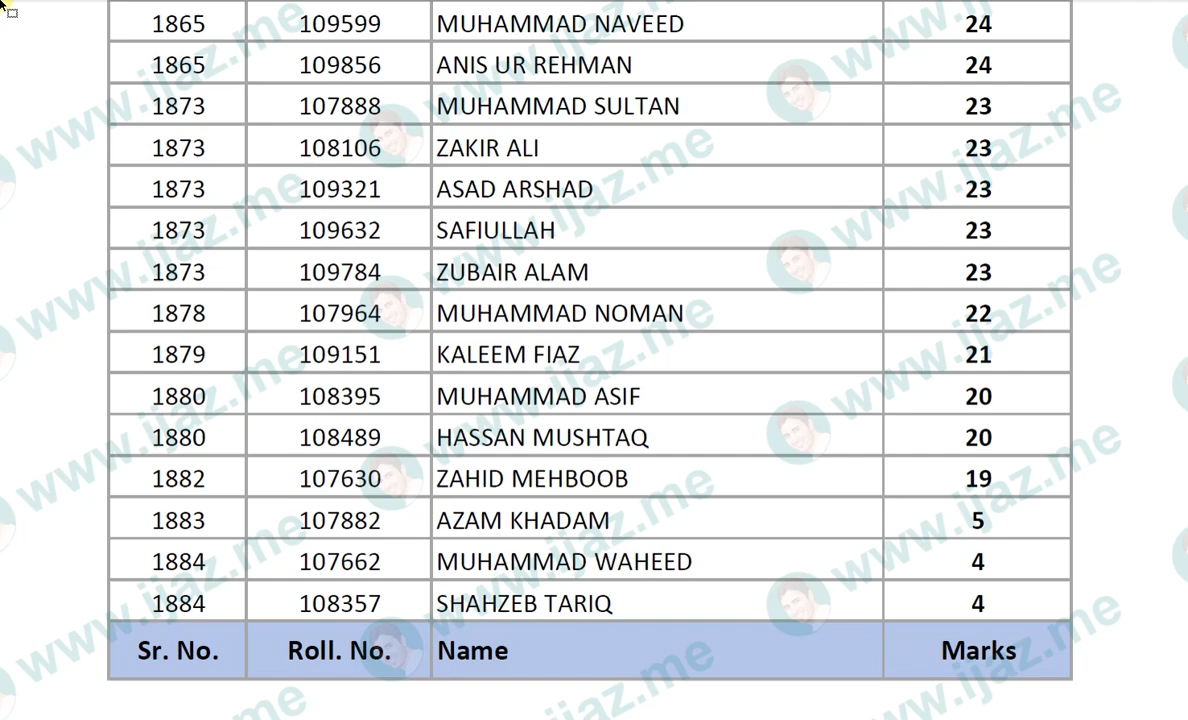 1865 109599 MUHAMMAD NAVEED 24
1865 109856 ANIS UR REHMAN 24
1873 107888 MUHAMMAD SULTAN 23
1873 108106 ZAKIR ALI 23
1873 109321 ASAD ARSHAD 23
1873 109632 SAFIULLAH 23
1873 109784 ZUBAIR ALAM 23
1878 107964 MUHAMMAD NOMAN 22
1879 109151 KALEEM FIAZ 21
1880 108395 MUHAMMAD ASIF 20
1880 108489 HASSAN MUSHTAQ 20
1882 107630 ZAHID MEHBOOB 19
1883 107882 AZAM KHADAM 5
1884 107662 MUHAMMAD WAHEED 4
1884 108357 SHAHZEB TARIQ 4
Sr. No. Roll. No. Name Marks
www.ijaz.me